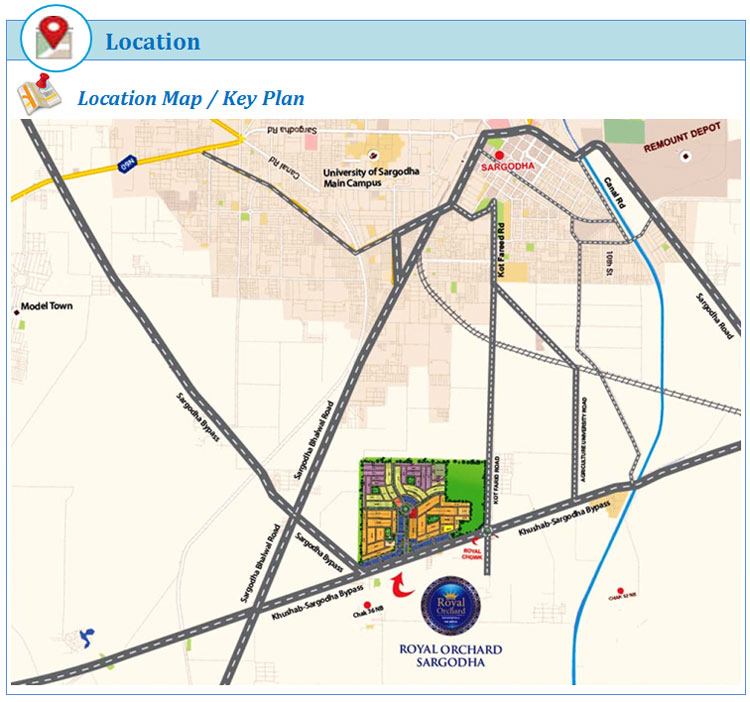 Location
Location Map / Key Plan
Sargodha Rd
N60
Canal Rd
University of Sargodha
Main Campus
SARGODHA
REMOUNT DEPOT
Canal Rd
Kot Fareed Rd
10th St
Model Town
Sargodha Road
Sargodha Bypass
Sargodha Bhalwal Road
AGRICULTURE UNIVERSITY ROAD
KOT FARID ROAD
Khushab-Sargodha Bypass
Sargodha Bypass
Sargodha Bhalwal Road
ROYAL
CHOWK
Khushab-Sargodha Bypass
Chak 36 NB
Royal
Orchard
ROYAL ORCHARD
SARGODHA